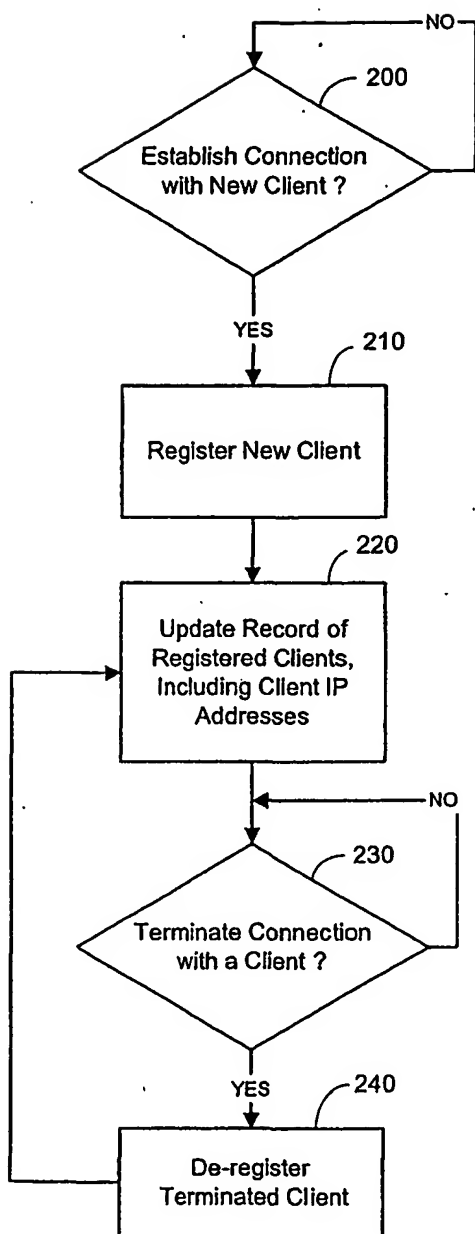 NO
200
Establish Connection
with New Client ?
YES
210
Register New Client
220
Update Record of
Registered Clients,
Including Client IP
Addresses
NO
230
Terminate Connection
with a Client ?
YES
240
De-register
Terminated Client